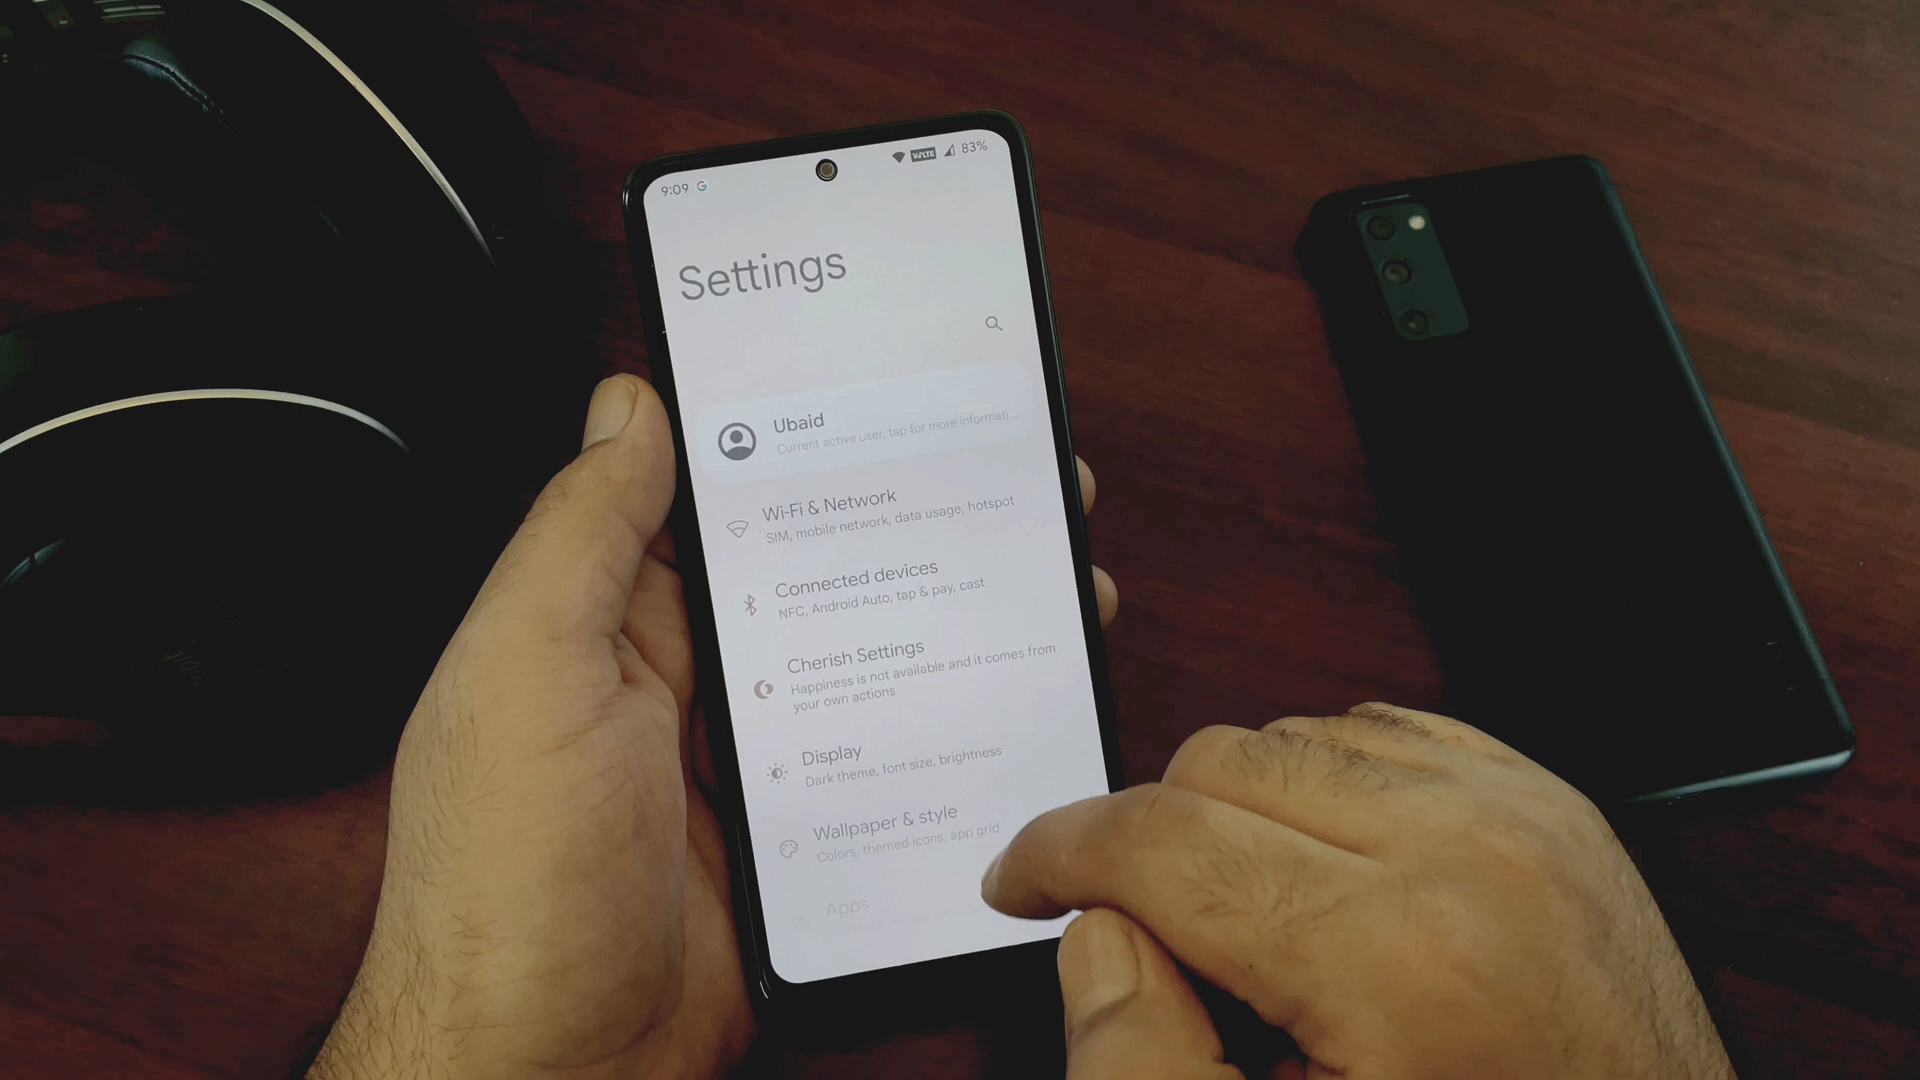 9:09 G
VoLTE 83%
Settings
Ubaid
Current active user, tap for more informati...
Wi-Fi & Network
SIM, mobile network, data usage, hotspot
Connected devices
NFC, Android Auto, tap & pay, cast
Cherish Settings
Happiness is not available and it comes from
your own actions
Display
Dark theme, font size, brightness
Wallpaper & style
Colors, themed icons, app grid
Apps